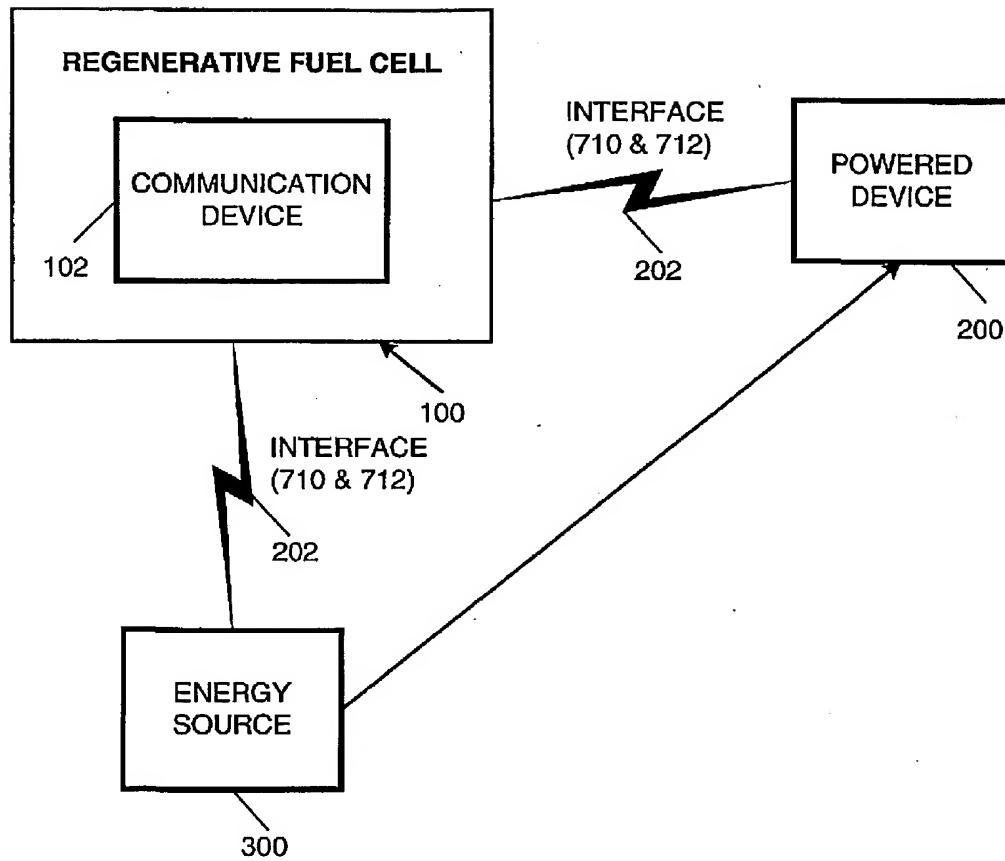 REGENERATIVE FUEL CELL
COMMUNICATION
DEVICE
102
100
INTERFACE
(710 & 712)
202
POWERED
DEVICE
200
INTERFACE
(710 & 712)
202
ENERGY
SOURCE
300